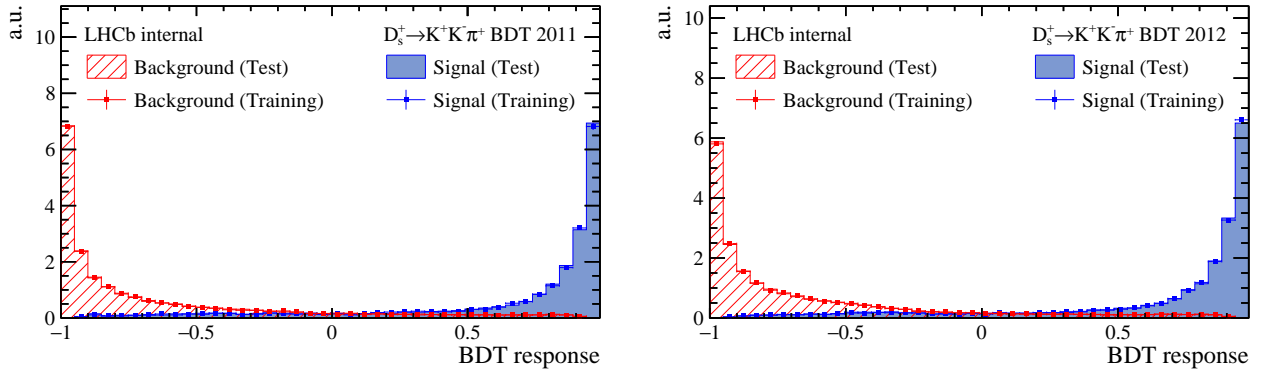 a.u.
10
8
6
4
2
0
LHCb internal
D_s^+→K^+K^-π^+ BDT 2011
Background (Test)
Signal (Test)
Background (Training)
Signal (Training)
−1
−0.5
0
0.5
BDT response
a.u.
10
8
6
4
2
0
LHCb internal
D_s^+→K^+K^-π^+ BDT 2012
Background (Test)
Signal (Test)
Background (Training)
Signal (Training)
−1
−0.5
0
0.5
BDT response